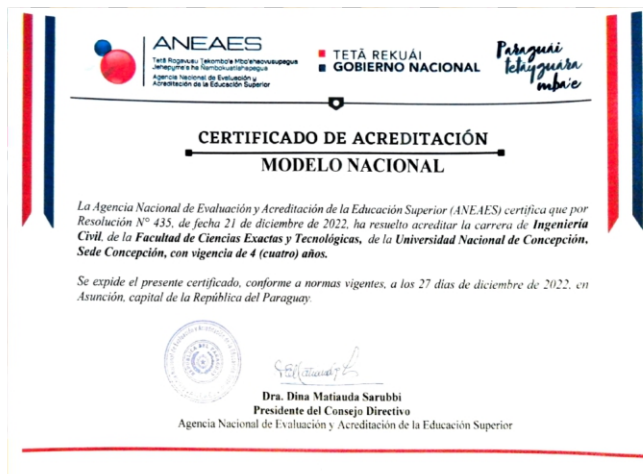 ANEAES
Tetã Rogavusu Tekombo'e Mbo'ehaovusupegua
Jehepyme'ẽ ha Ñemboekuatiahapegua
Agencia Nacional de Evaluación y
Acreditación de la Educación Superior
TETÃ REKUÁI
GOBIERNO NACIONAL
Paraguái
tetãyguára
mba'e
CERTIFICADO DE ACREDITACIÓN
MODELO NACIONAL
La Agencia Nacional de Evaluación y Acreditación de la Educación Superior (ANEAES) certifica que por
Resolución N° 435, de fecha 21 de diciembre de 2022, ha resuelto acreditar la carrera de Ingeniería
Civil, de la Facultad de Ciencias Exactas y Tecnológicas, de la Universidad Nacional de Concepción,
Sede Concepción, con vigencia de 4 (cuatro) años.
Se expide el presente certificado, conforme a normas vigentes, a los 27 días de diciembre de 2022, en
Asunción, capital de la República del Paraguay.
Dra. Dina Matiauda Sarubbi
Presidente del Consejo Directivo
Agencia Nacional de Evaluación y Acreditación de la Educación Superior